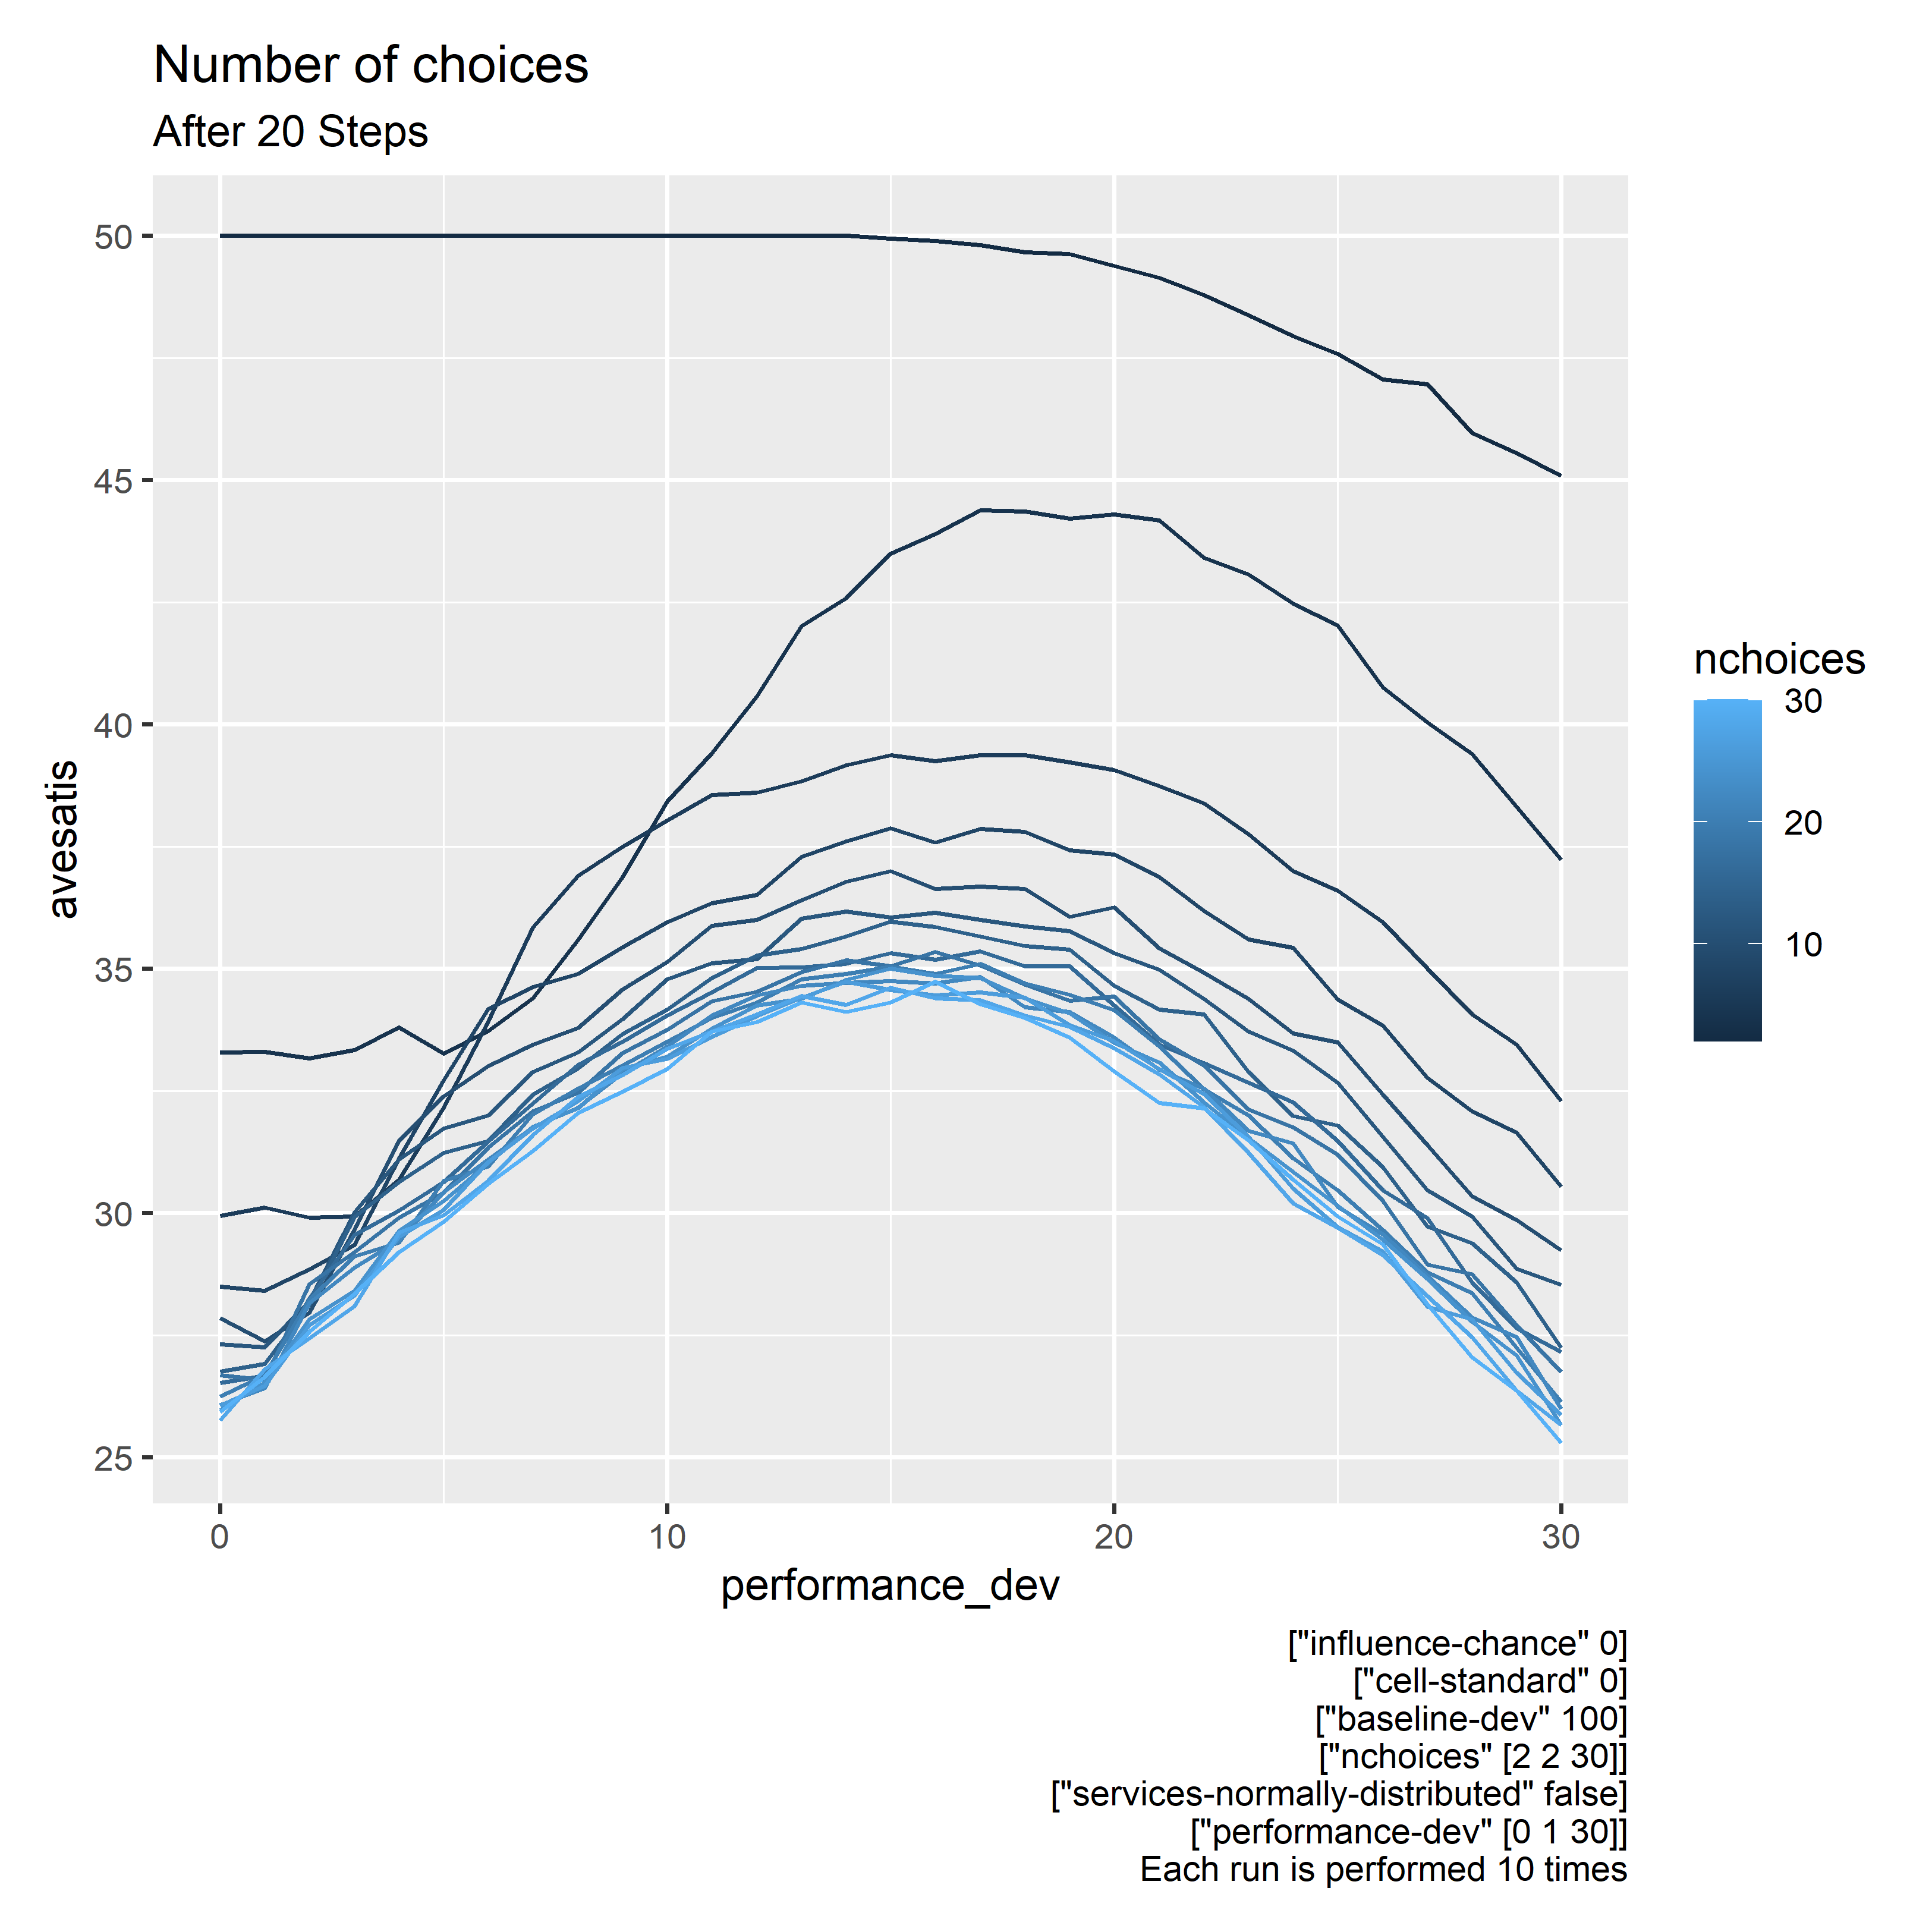 Number of choices
After 20 Steps
50
45
40
35
30
25
avesatis
0
10
20
30
performance_dev
nchoices
30
20
10
["influence-chance" 0]
["cell-standard" 0]
["baseline-dev" 100]
["nchoices" [2 2 30]]
["services-normally-distributed" false]
["performance-dev" [0 1 30]]
Each run is performed 10 times